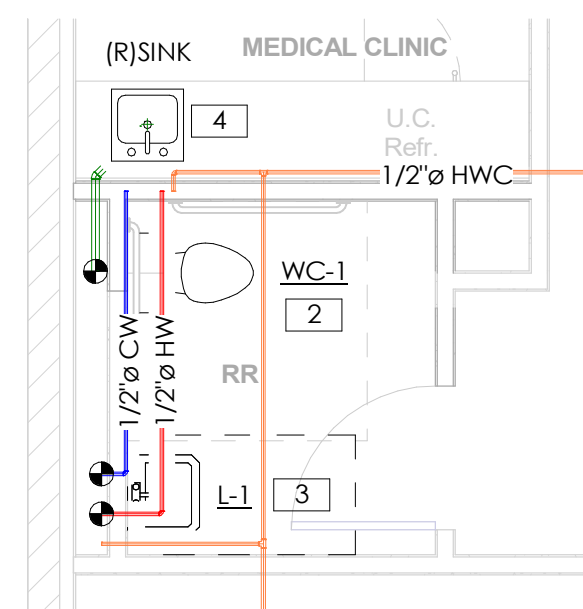 (R)SINK
MEDICAL CLINIC
4
U.C.
Refr.
1/2"ø HWC
WC-1
2
1/2"ø CW
1/2"ø HW
RR
L-1
3